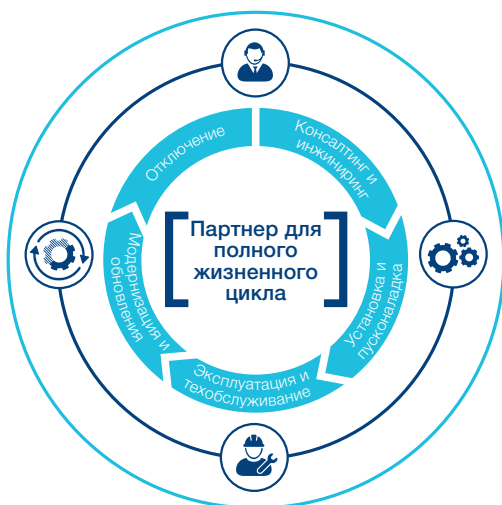 Консалтинг и
инжиниринг
Установка и
пусконаладка
Эксплуатация и
техобслуживание
Модернизация и
обновления
Отключение
Партнер для
полного
жизненного
цикла